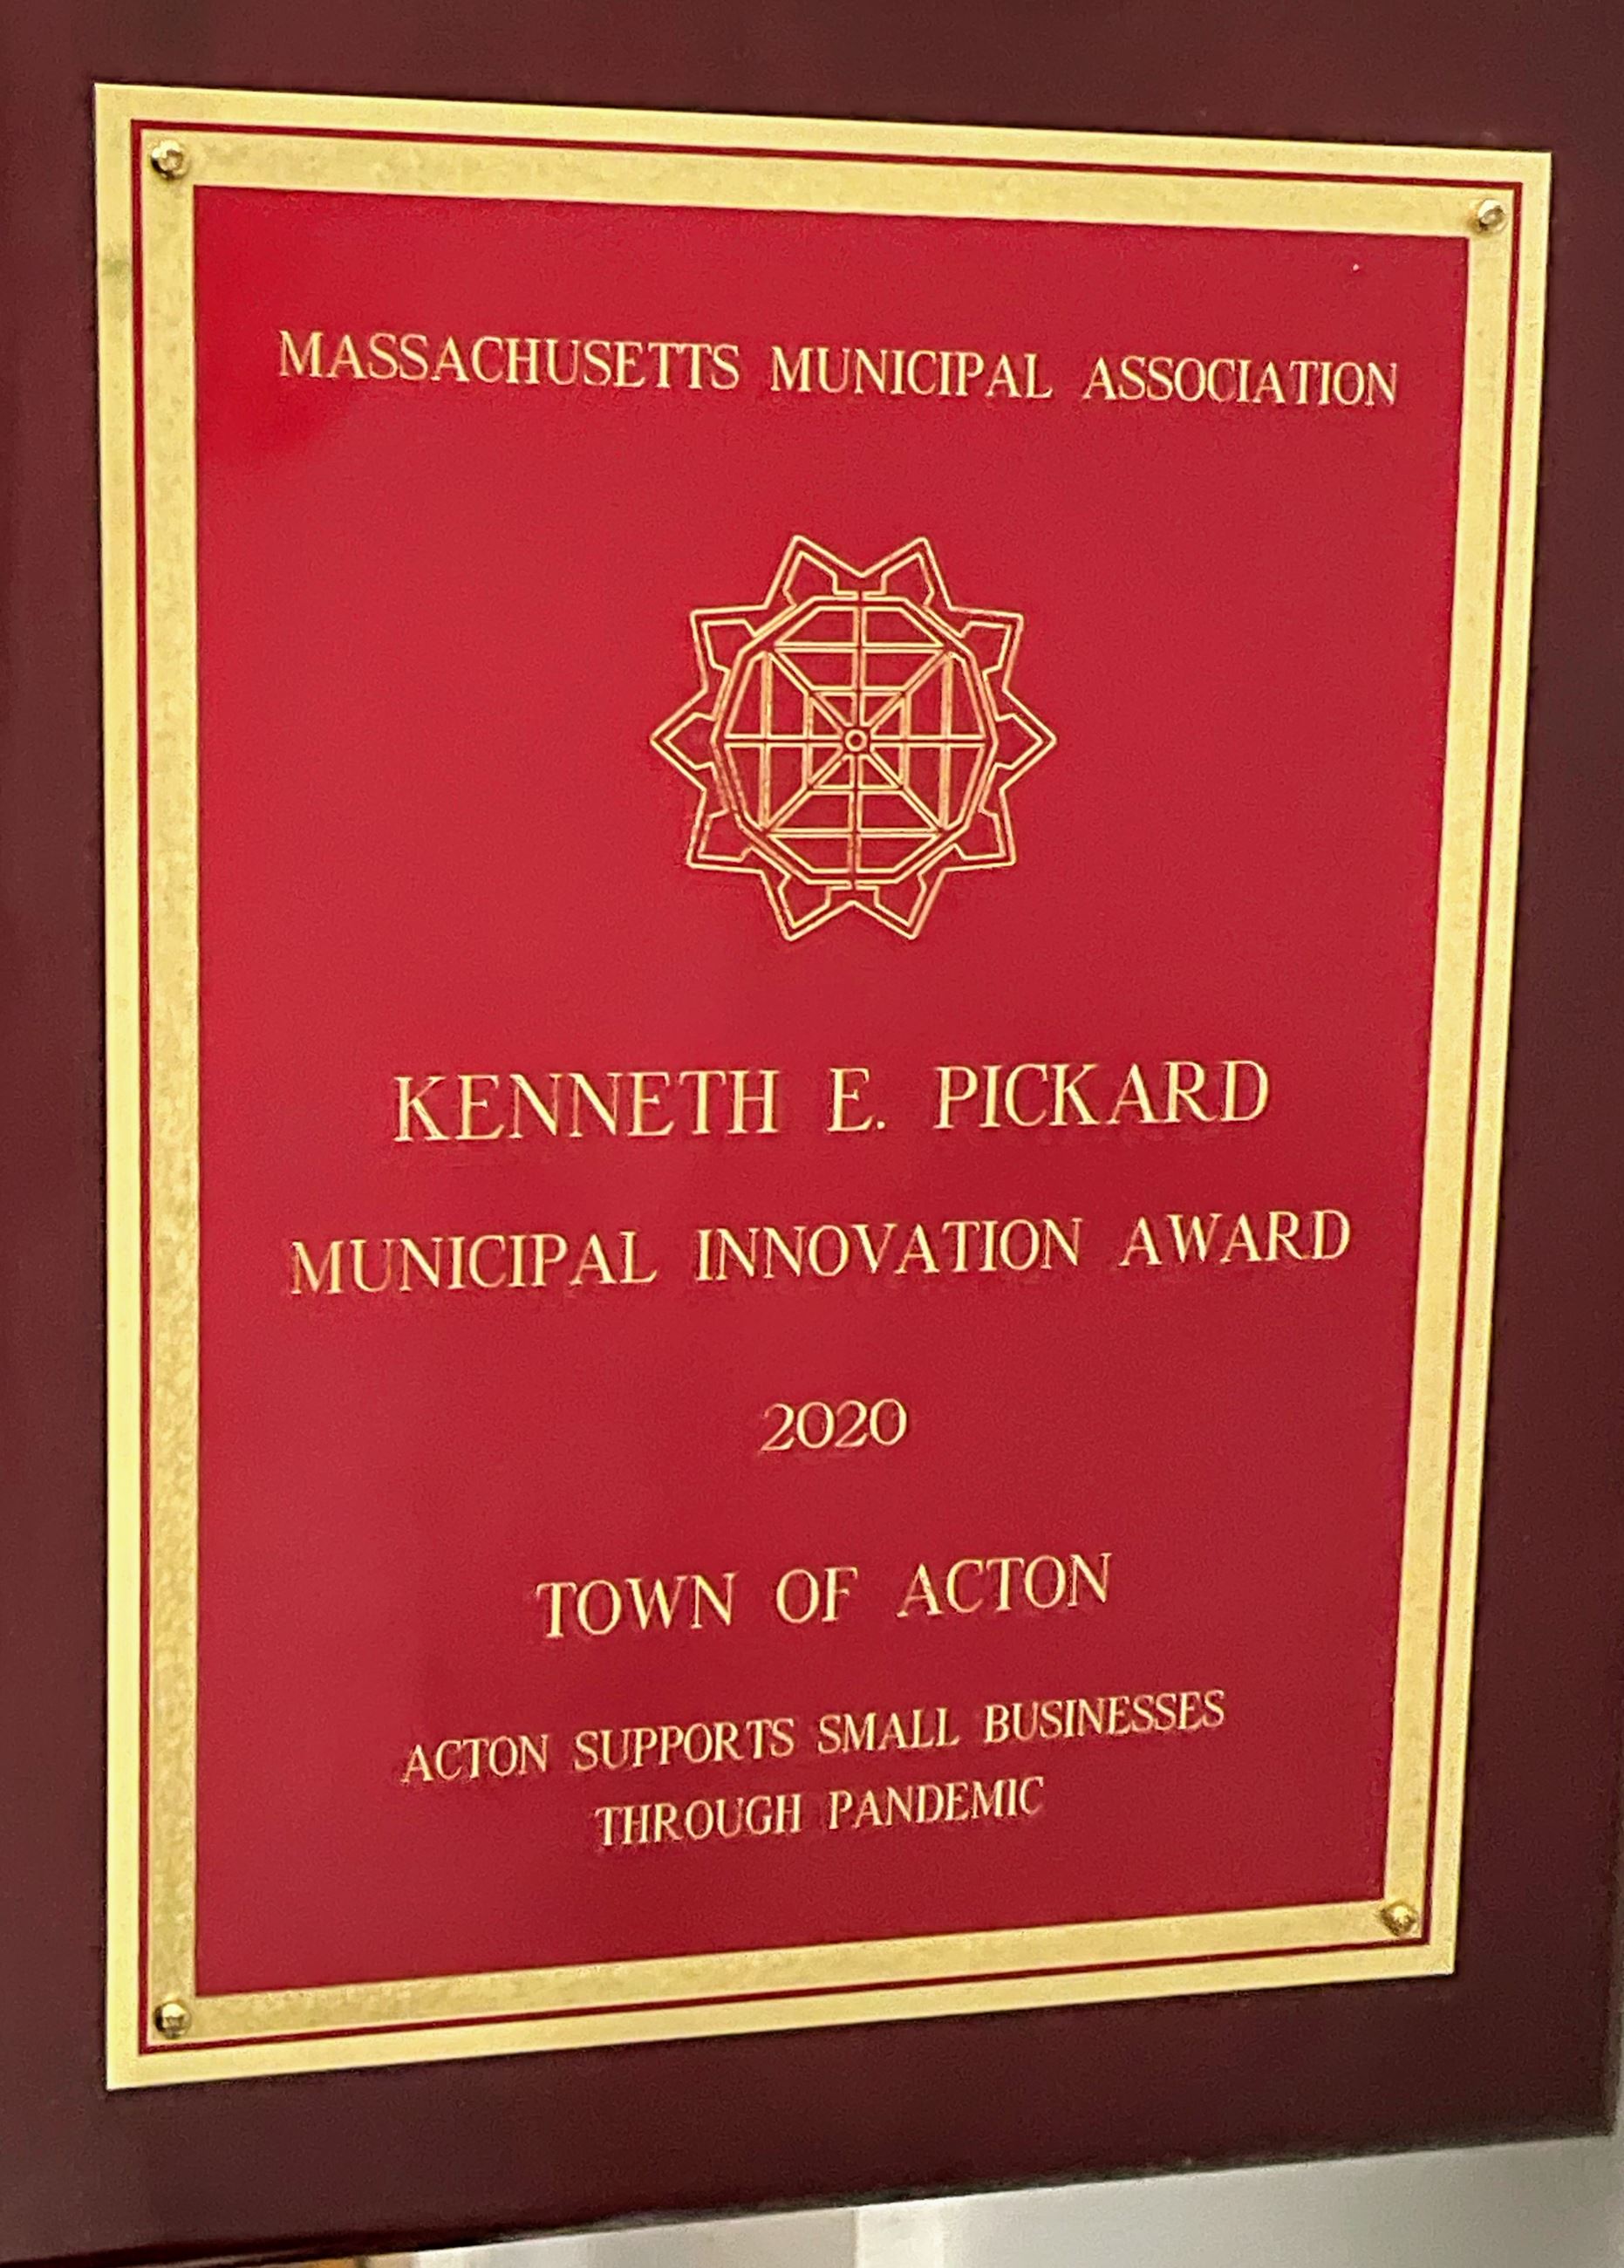 MASSACHUSETTS MUNICIPAL ASSOCIATION
KENNETH E. PICKARD
MUNICIPAL INNOVATION AWARD
2020
TOWN OF ACTON
ACTON SUPPORTS SMALL BUSINESSES
THROUGH PANDEMIC